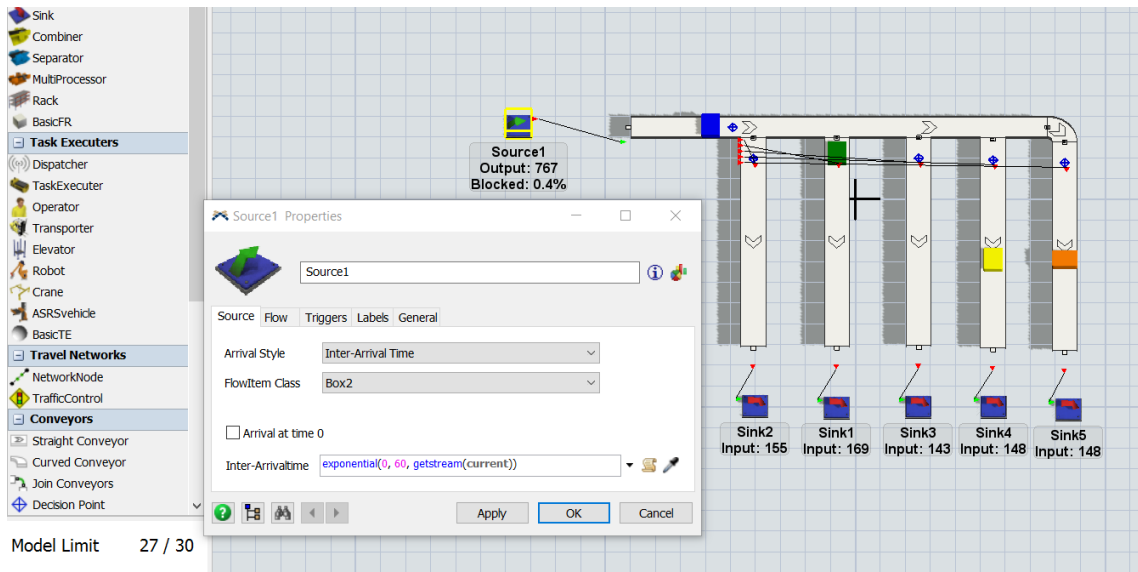 Sink
Combiner
Separator
MultiProcessor
Rack
BasicFR
Task Executers
Dispatcher
TaskExecuter
Operator
Transporter
Elevator
Robot
Crane
ASRSvehicle
BasicTE
Travel Networks
NetworkNode
TrafficControl
Conveyors
Straight Conveyor
Curved Conveyor
Join Conveyors
Decision Point
Model Limit 27 / 30
Source1
Output: 767
Blocked: 0.4%
Source1 Properties
Source1
Source Flow Triggers Labels General
Arrival Style Inter-Arrival Time
FlowItem Class Box2
Arrival at time 0
Inter-Arrivaltime exponential(0, 60, getstream(current))
Apply OK Cancel
Sink2
Input: 155
Sink1
Input: 169
Sink3
Input: 143
Sink4
Input: 148
Sink5
Input: 148